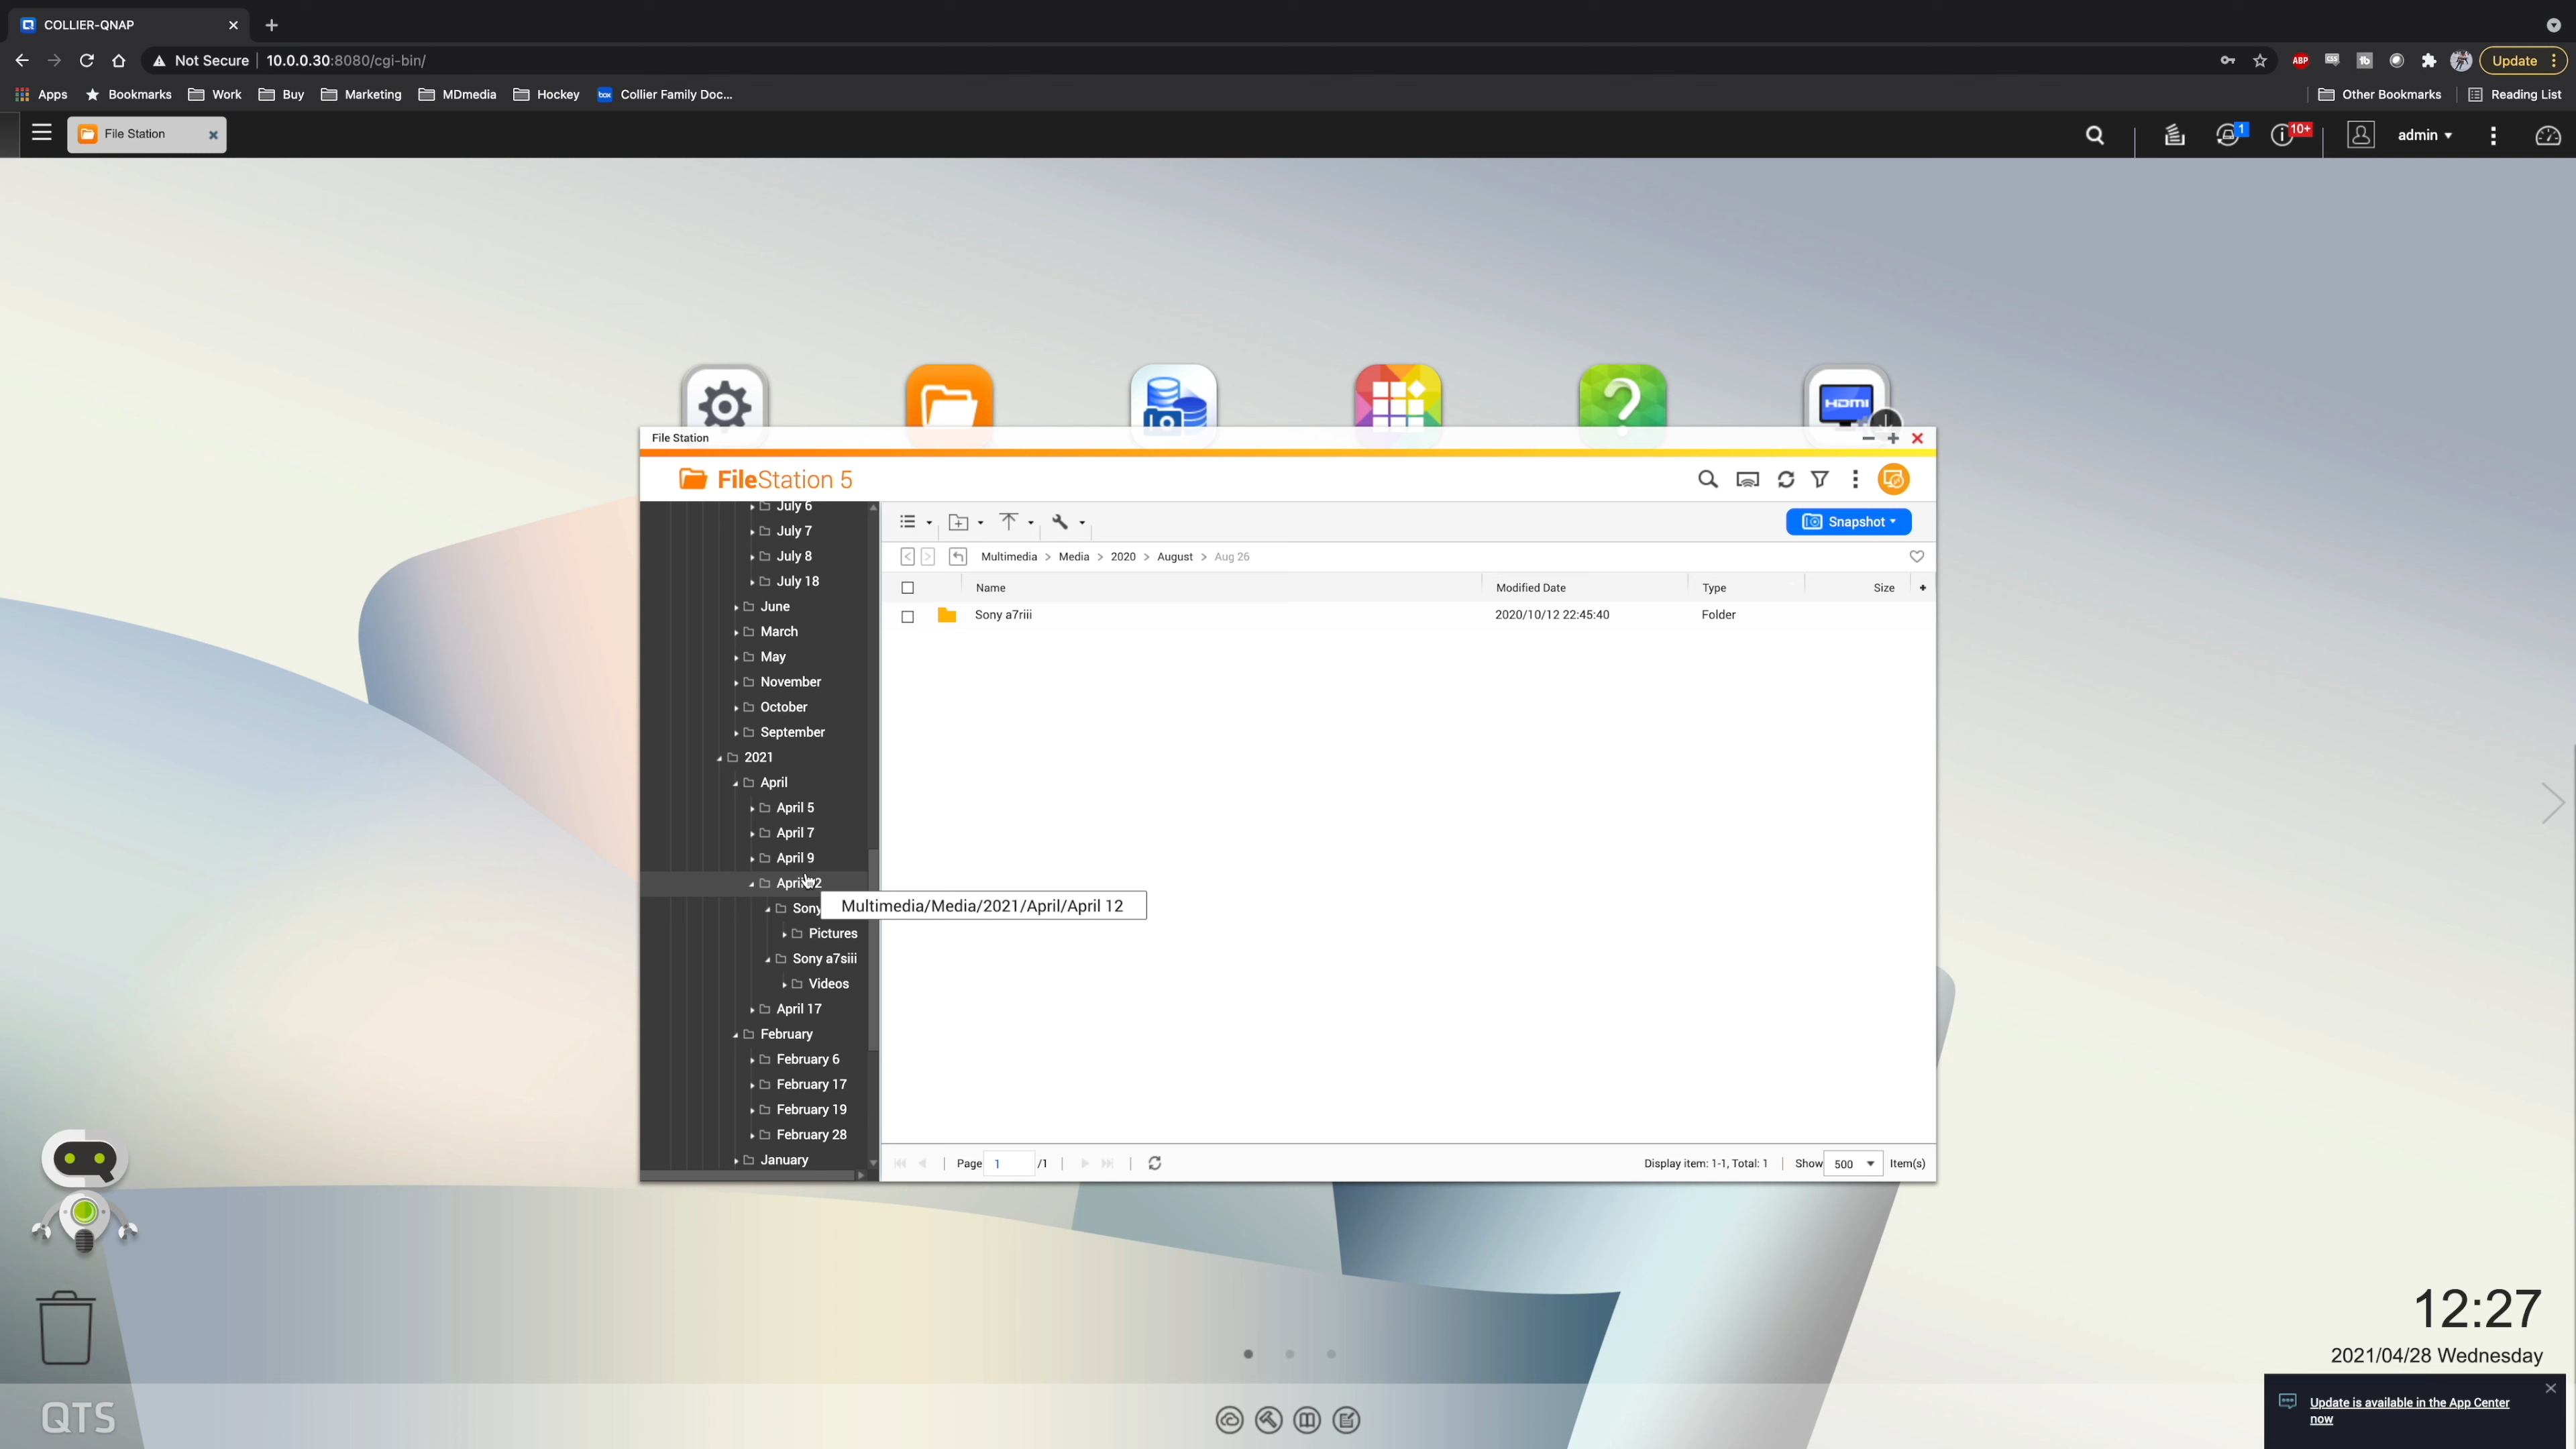 COLLIER-QNAP
Not Secure 10.0.0.30:8080/cgi-bin/
ABP
Update
Apps Bookmarks Work Buy Marketing MDmedia Hockey Collier Family Doc...
Other Bookmarks Reading List
File Station
1
10+
admin
HDMI
File Station
FileStation 5
Snapshot
Multimedia > Media > 2020 > August > Aug 26
Name Modified Date Type Size
Sony a7riii 2020/10/12 22:45:40 Folder
July 6
July 7
July 8
July 18
June
March
May
November
October
September
2021
April
April 5
April 7
April 9
Sony
Multimedia/Media/2021/April/April 12
Pictures
Sony a7siii
Videos
April 17
February
February 6
February 17
February 19
February 28
January
Page 1 /1
Display item: 1-1, Total: 1 Show 500 Item(s)
12:27
2021/04/28 Wednesday
QTS
Update is available in the App Center
now